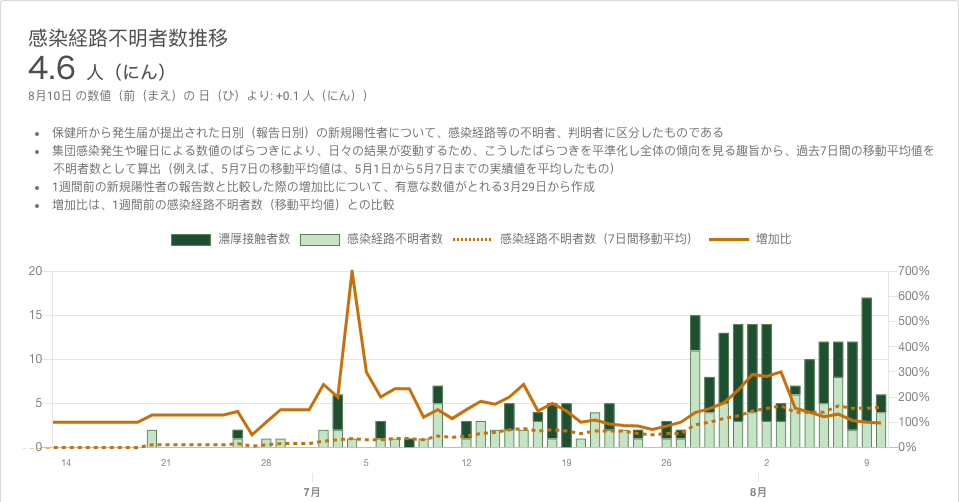 感染経路不明者数推移
4.6 人（にん）
8月10日 の数値（前（まえ）の 日（ひ）より: +0.1 人（にん））
保健所から発生届が提出された日別（報告日別）の新規陽性者について、感染経路等の不明者、判明者に区分したものである
集団感染発生や曜日による数値のばらつきにより、日々の結果が変動するため、こうしたばらつきを平準化し全体の傾向を見る趣旨から、過去7日間の移動平均値を
不明者数として算出（例えば、5月7日の移動平均値は、5月1日から5月7日までの実績値を平均したもの）
1週間前の新規陽性者の報告数と比較した際の増加比について、有意な数値がとれる3月29日から作成
増加比は、1週間前の感染経路不明者数（移動平均値）との比較
濃厚接触者数 感染経路不明者数 感染経路不明者数（7日間移動平均） 増加比
20 700%
600%
15 500%
400%
10 300%
5 200%
100%
0 0%
14 21 28 5 12 19 26 2 9
7月 8月